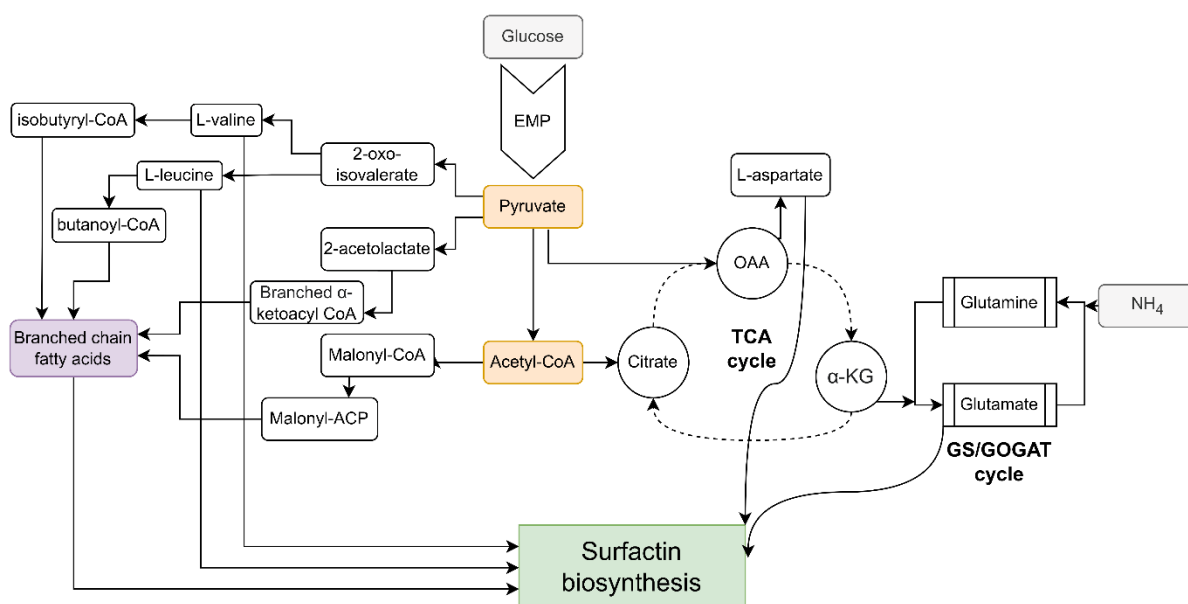 Glucose
EMP
isobutyryl-CoA
L-valine
2-oxo-
isovalerate
L-leucine
L-aspartate
Pyruvate
butanoyl-CoA
2-acetolactate
OAA
Branched α-
ketoacyl CoA
Glutamine
NH4
Branched chain
fatty acids
Malonyl-CoA
Acetyl-CoA
Citrate
TCA
cycle
α-KG
Malonyl-ACP
Glutamate
GS/GOGAT
cycle
Surfactin
biosynthesis